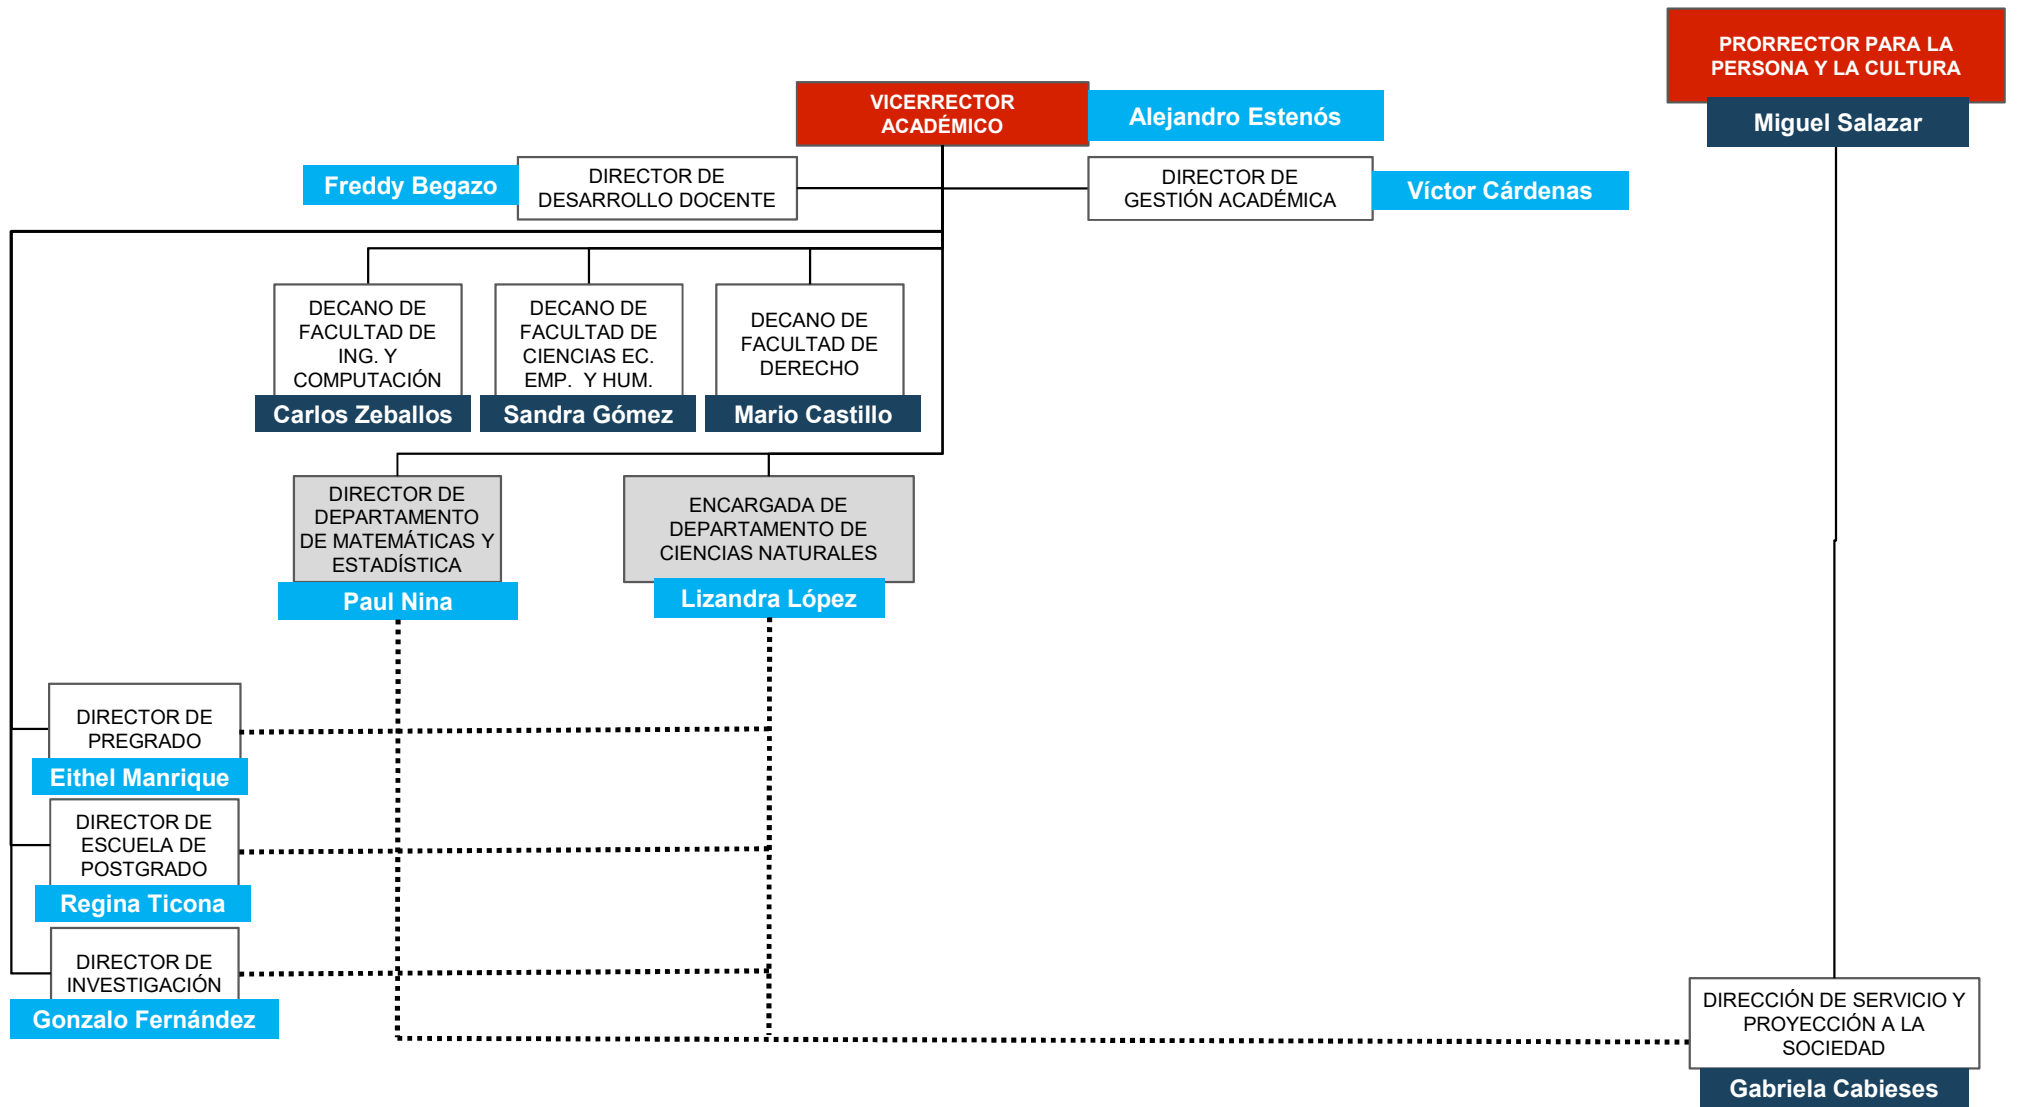 PRORRECTOR PARA LA
PERSONA Y LA CULTURA
Miguel Salazar
VICERRECTOR
ACADÉMICO
Alejandro Estenós
Freddy Begazo
DIRECTOR DE
DESARROLLO DOCENTE
DIRECTOR DE
GESTIÓN ACADÉMICA
Víctor Cárdenas
DECANO DE
FACULTAD DE
ING. Y
COMPUTACIÓN
Carlos Zeballos
DECANO DE
FACULTAD DE
CIENCIAS EC.
EMP. Y HUM.
Sandra Gómez
DECANO DE
FACULTAD DE
DERECHO
Mario Castillo
DIRECTOR DE
DEPARTAMENTO
DE MATEMÁTICAS Y
ESTADÍSTICA
Paul Nina
ENCARGADA DE
DEPARTAMENTO DE
CIENCIAS NATURALES
Lizandra López
DIRECTOR DE
PREGRADO
Eithel Manrique
DIRECTOR DE
ESCUELA DE
POSTGRADO
Regina Ticona
DIRECTOR DE
INVESTIGACIÓN
Gonzalo Fernández
DIRECCIÓN DE SERVICIO Y
PROYECCIÓN A LA
SOCIEDAD
Gabriela Cabieses